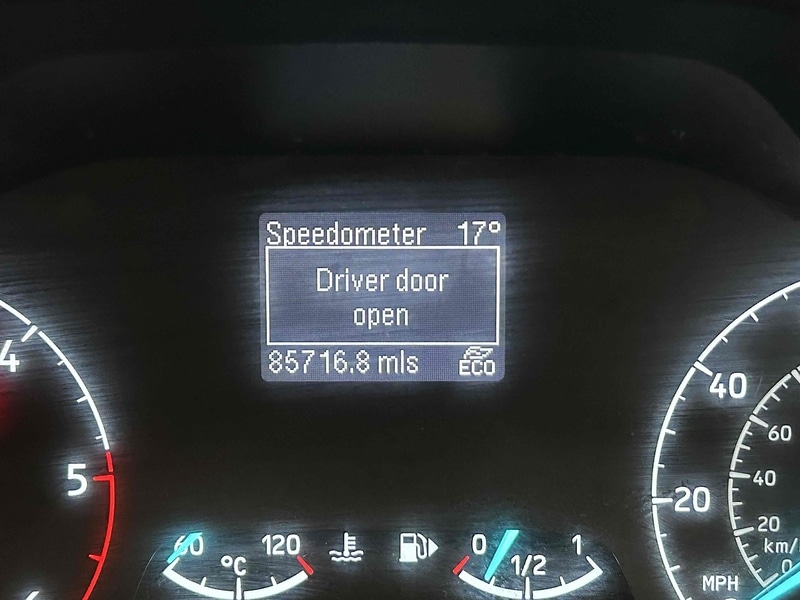 Speedometer 17°
Driver door
open
85716.8 mls ECO
4
5
40
20
60
40
20
km/
0
MPH
60 °C 120
0 1/2 1